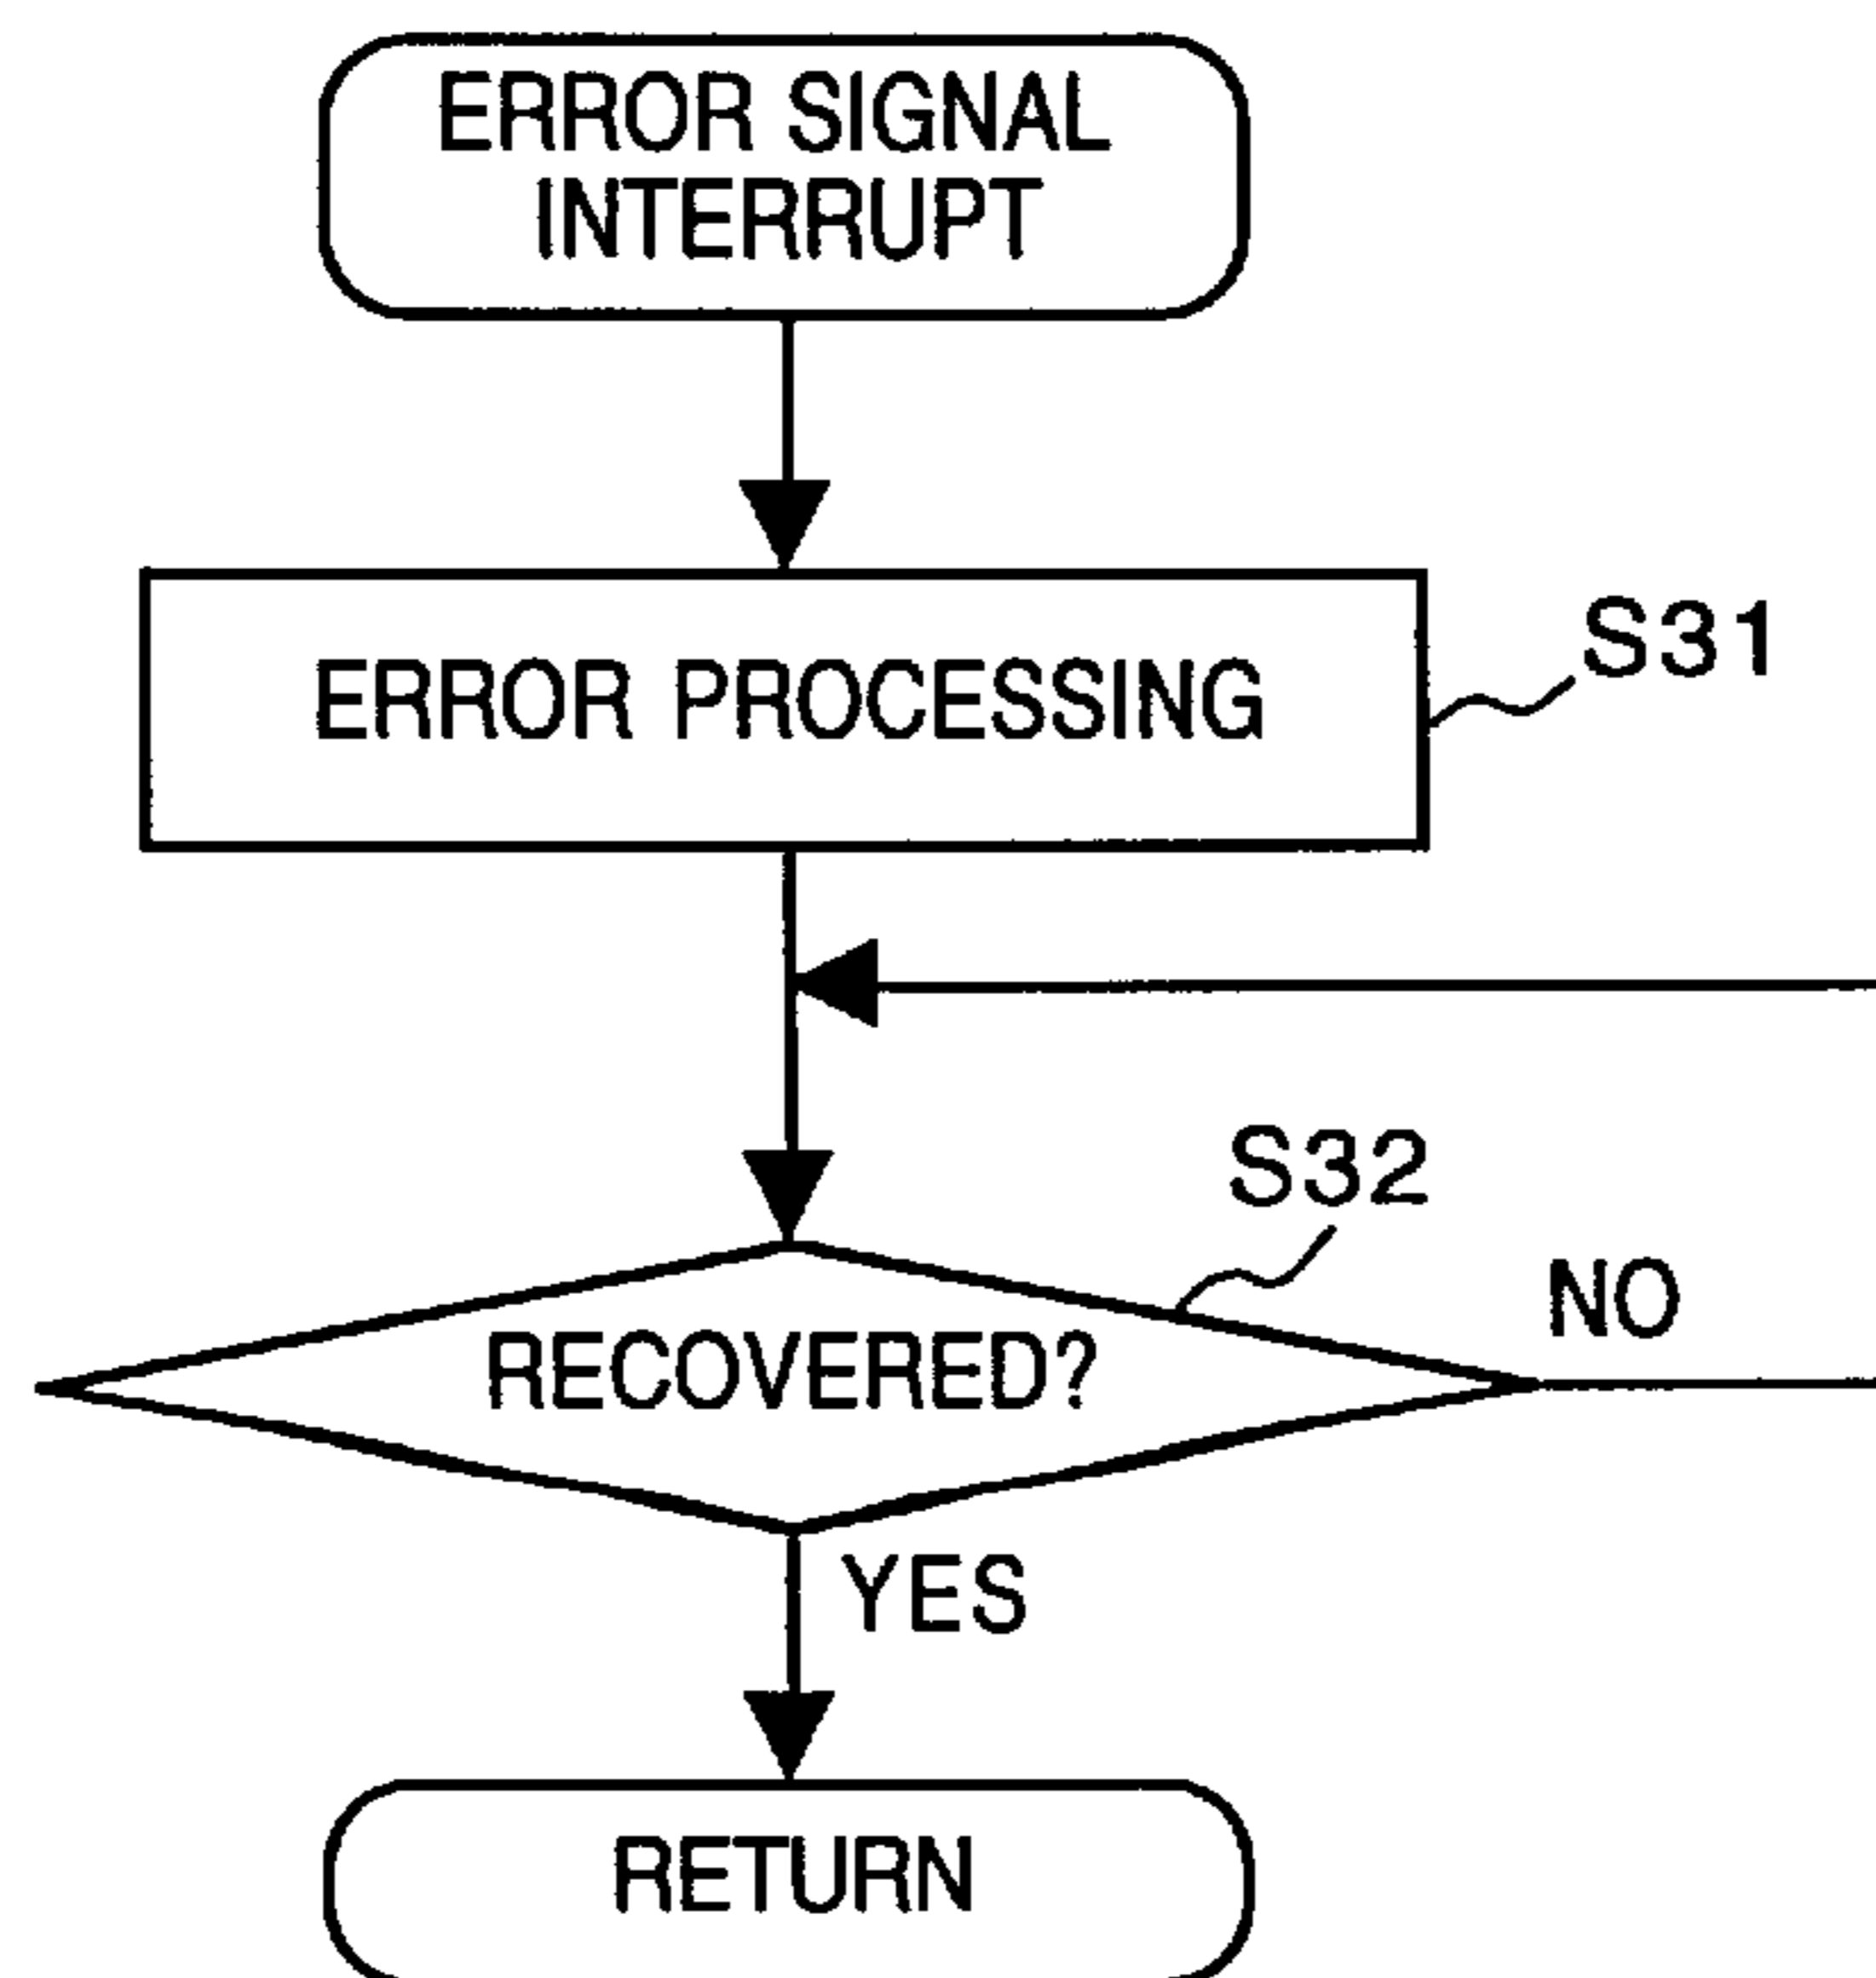 ERROR SIGNAL
INTERRUPT
ERROR PROCESSING
S31
S32
RECOVERED?
NO
YES
RETURN